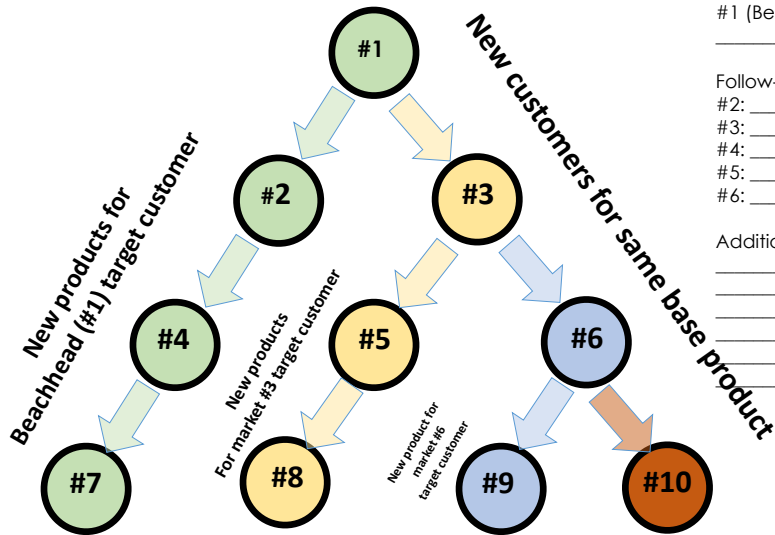 #1
#2
#3
#4
#5
#6
#7
#8
#9
#10
New products for
Beachhead (#1) target customer
New products
For market #3 target customer
New product for
market #6
target customer
New customers for same base product
#1 (Be
Follow-
#2:
#3:
#4:
#5:
#6:
Additio